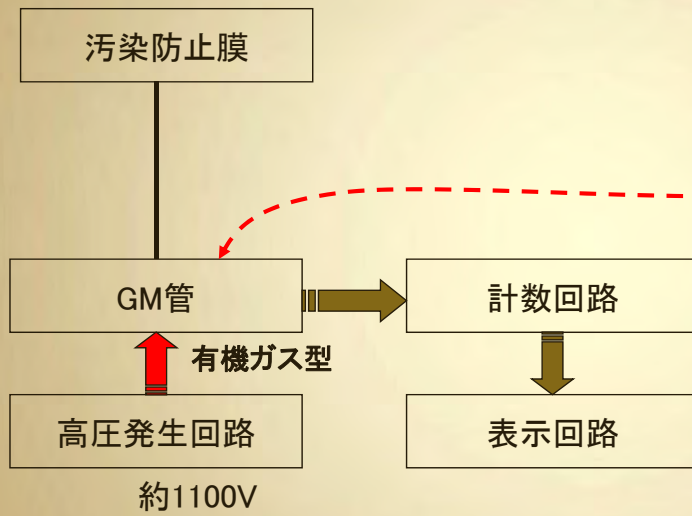 汚染防止膜
GM管
計数回路
有機ガス型
高圧発生回路
表示回路
約1100V